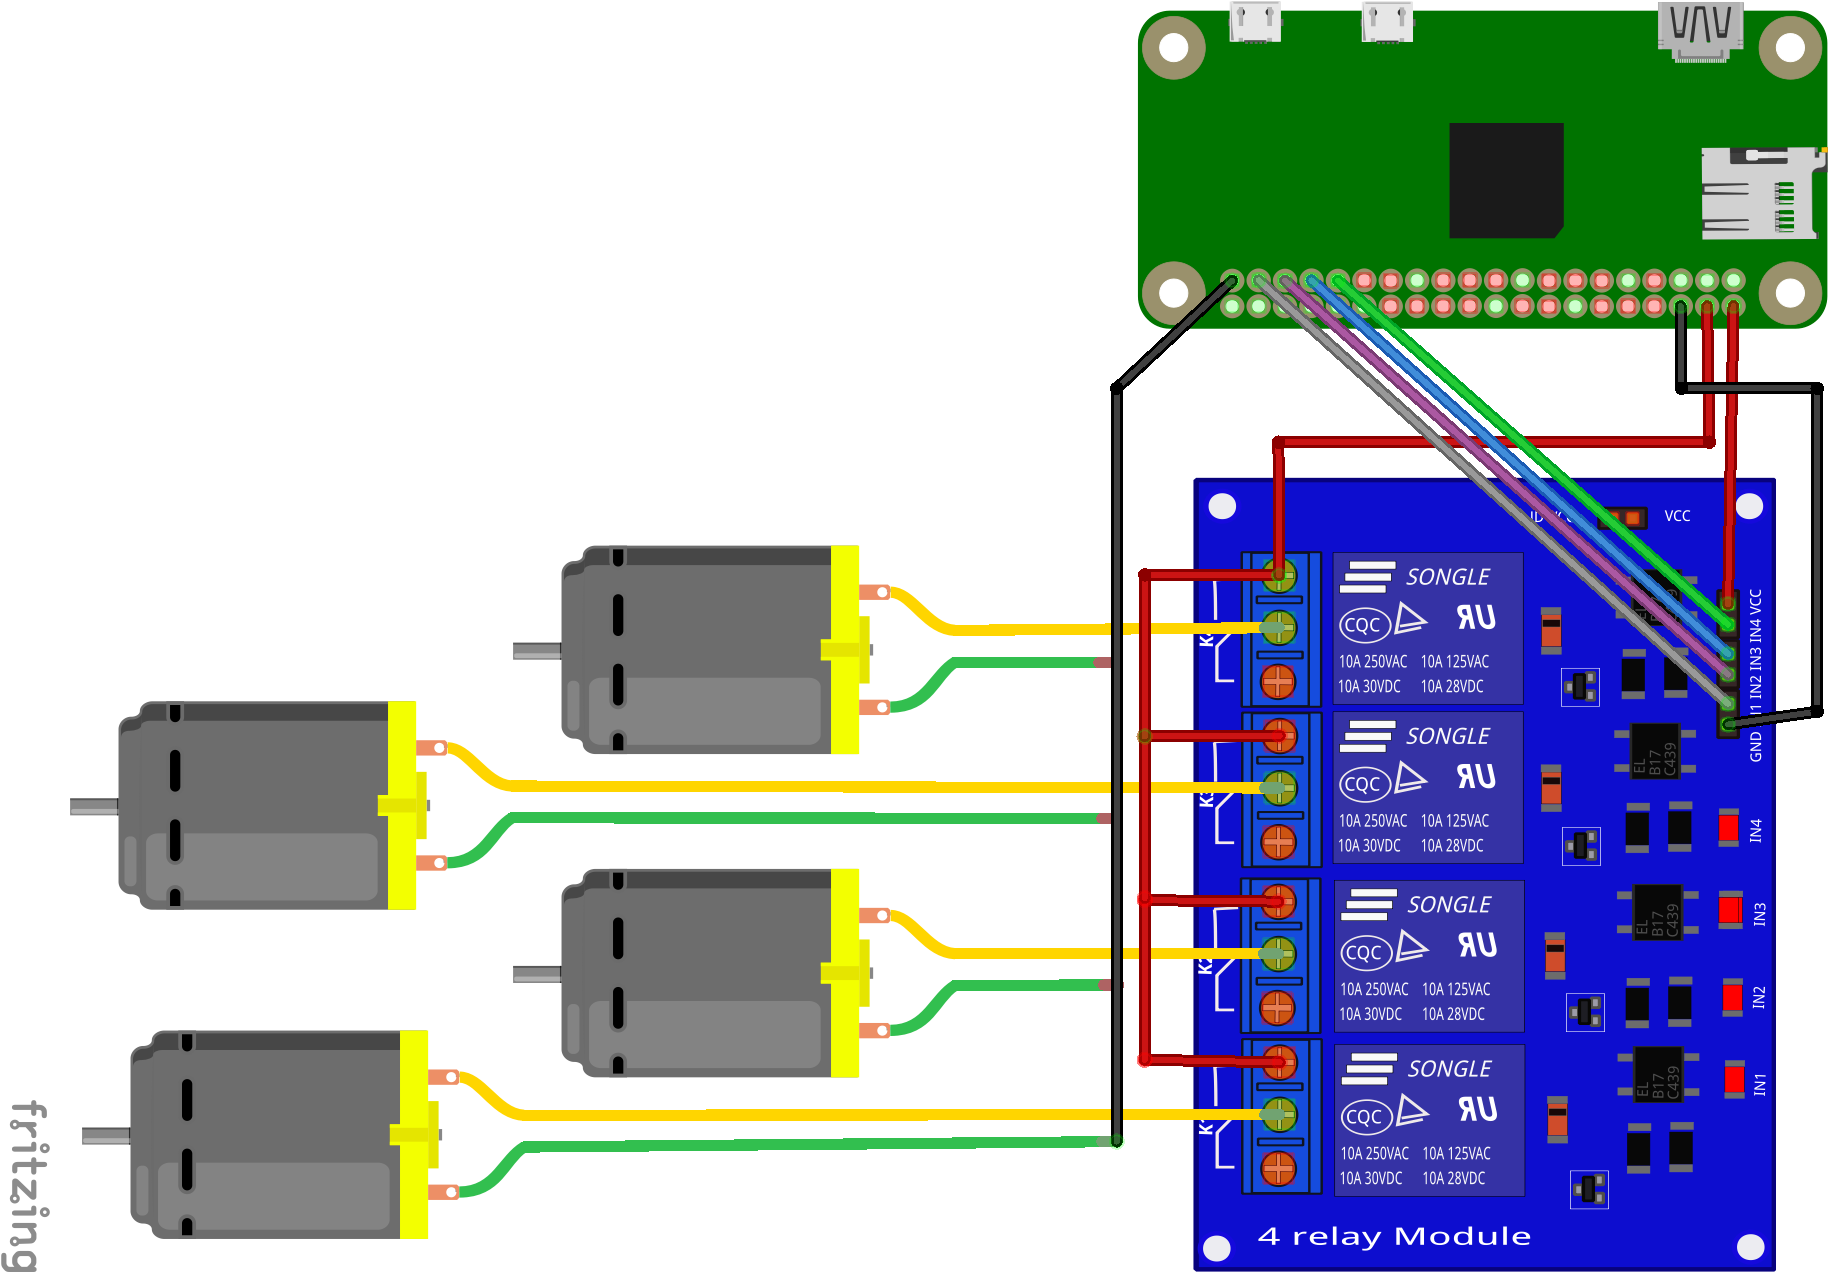 VCC
SONGLE
CQC
10A 250VAC 10A 125VAC
10A 30VDC 10A 28VDC
SONGLE
CQC
10A 250VAC 10A 125VAC
10A 30VDC 10A 28VDC
SONGLE
CQC
10A 250VAC 10A 125VAC
10A 30VDC 10A 28VDC
SONGLE
CQC
10A 250VAC 10A 125VAC
10A 30VDC 10A 28VDC
IN2 IN3 IN4 VCC
GND
EL
B17
C439
EL
B17
C439
EL
B17
C439
IN4
IN3
IN2
IN1
4 relay Module
fritzing